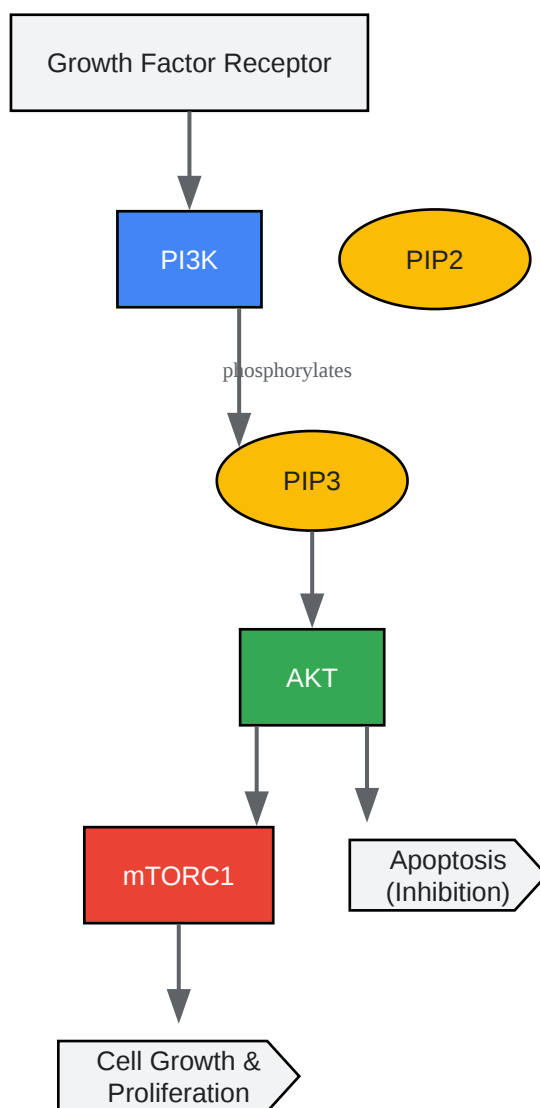 Growth Factor Receptor
PI3K
PIP2
phosphorylates
PIP3
AKT
mTORC1
Apoptosis
(Inhibition)
Cell Growth &
Proliferation